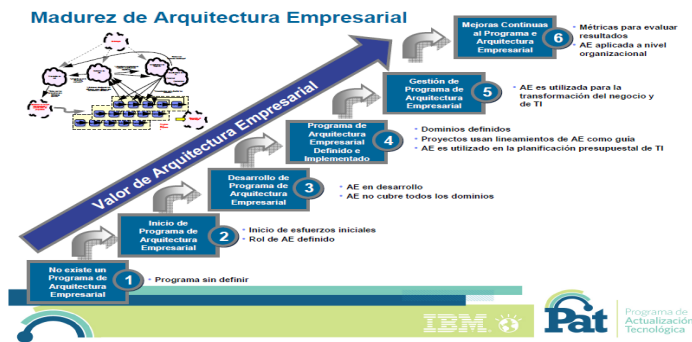 Madurez de Arquitectura Empresarial
Valor de Arquitectura Empresarial
Mejoras Continuas
al Programa e
Arquitectura
Empresarial
6
• Métricas para evaluar
resultados
• AE aplicada a nivel
organizacional
Gestión de
Programa de
Arquitectura
Empresarial
5
• AE es utilizada para la
transformación del negocio y
de TI
Programa de
Arquitectura
Empresarial
Definido e
Implementado
4
• Dominios definidos
• Proyectos usan lineamientos de AE como guia
• AE es utilizado en la planificación presupuestal de TI
Desarrollo de
Programa de
Arquitectura
Empresarial
3
• AE en desarrollo
• AE no cubre todos los dominios
Inicio de
Programa de
Arquitectura
Empresarial
2
• Inicio de esfuerzos iniciales
• Rol de AE definido
No existe un
Programa de
Arquitectura
Empresarial
1
• Programa sin definir
IBM.
Pat
Programa de
Actualización
Tecnológica